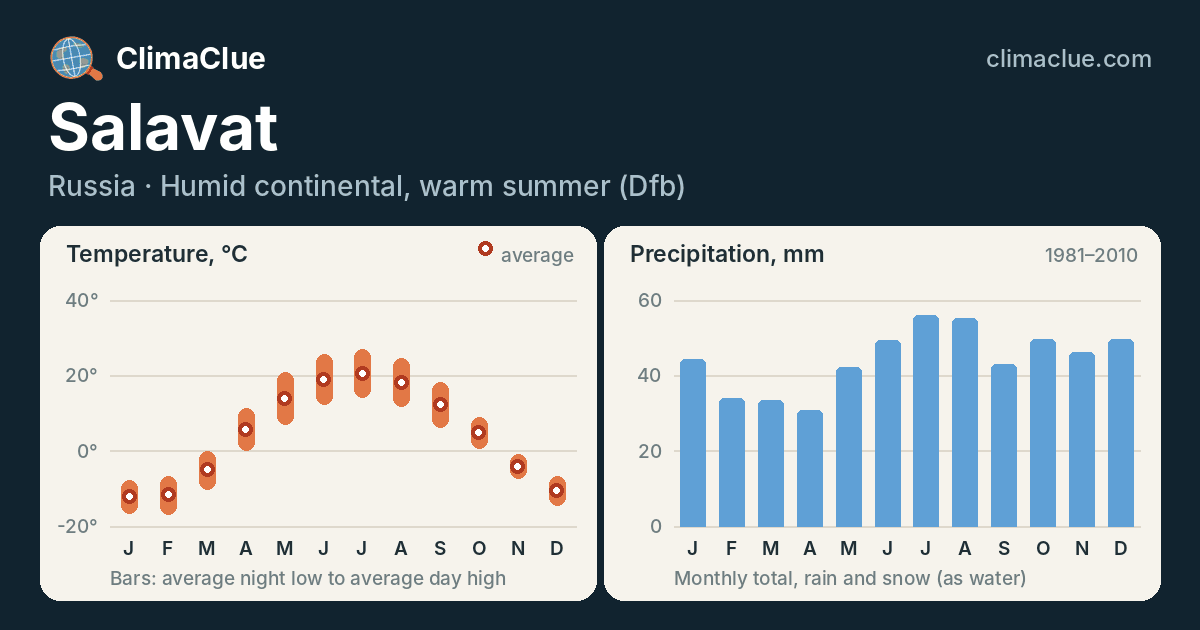 ClimaClue
climaclue.com
Salavat
Russia · Humid continental, warm summer (Dfb)
Temperature, °C
average
40°
20°
0°
-20°
J F M A M J J A S O N D
Bars: average night low to average day high
Precipitation, mm
1981–2010
60
40
20
0
J F M A M J J A S O N D
Monthly total, rain and snow (as water)